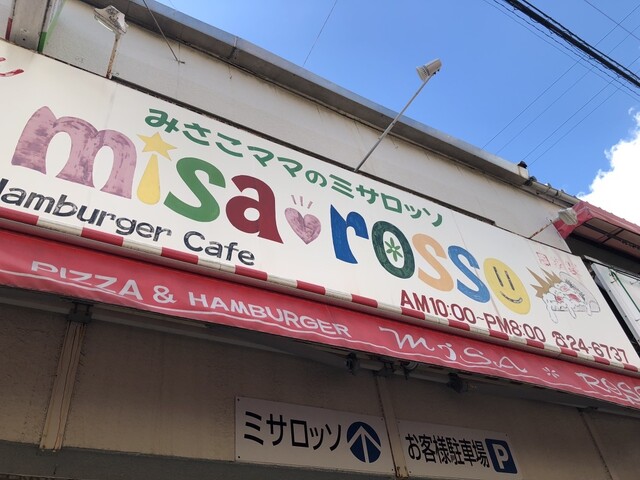 みさこママのミサロッソ
misa rosso
Hamburger Cafe
AM10:00~PM8:00 ☎24-6737
PIZZA & HAMBURGER MiSA
ミサロッソ
お客様駐車場 P